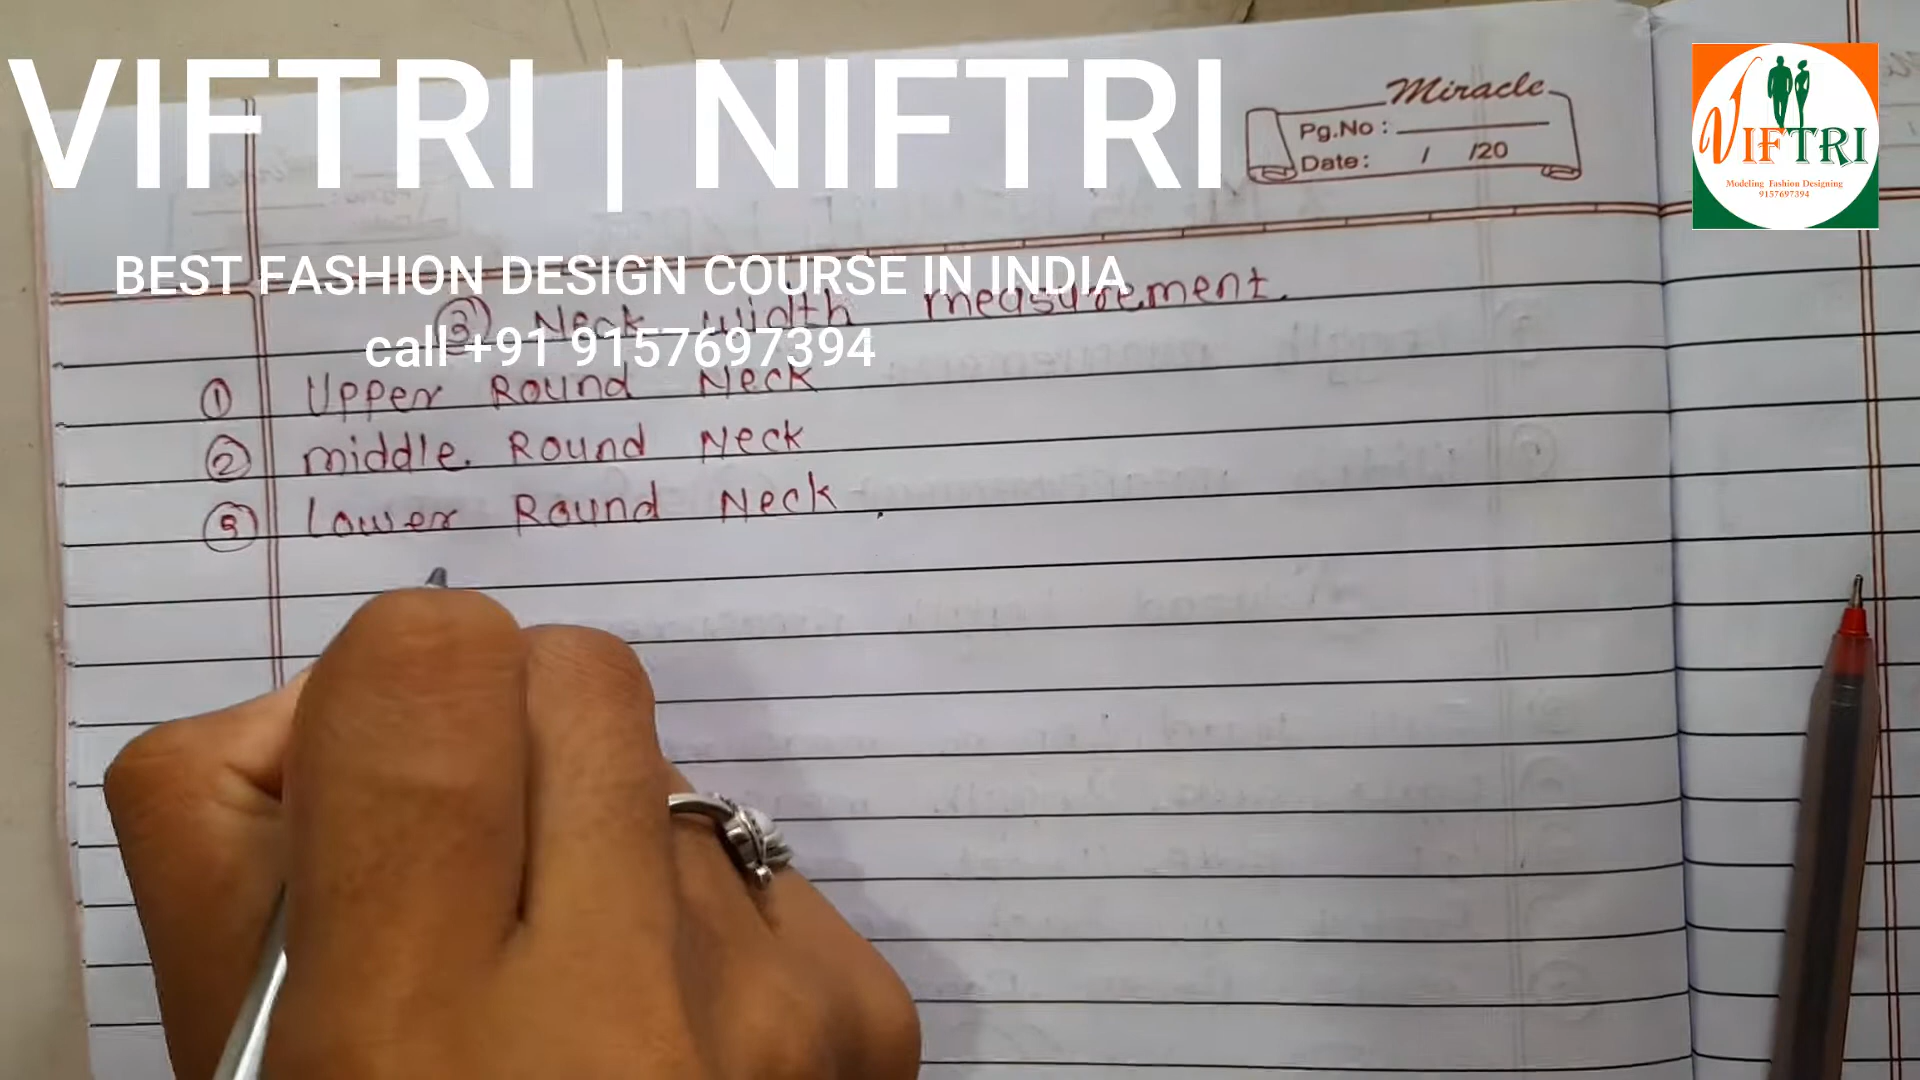 VIFTRI | NIFTRI
Miracle
Pg.No :
Date: / /20
VIFTRI
Modeling Fashion Designing
9157697394
BEST FASHION DESIGN COURSE IN INDIA
③ Neck width measurement.
call +91 9157697394
① Upper Round Neck
② middle. Round Neck
③ Lower Round Neck .